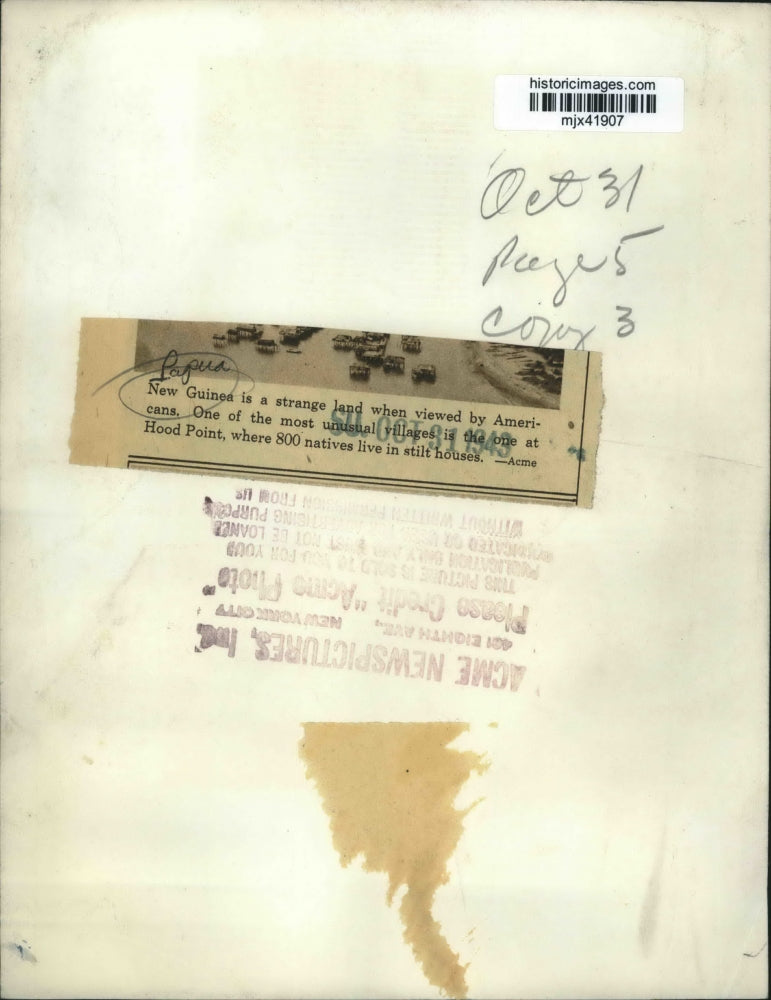 historicimages.com
mjx41907
Oct 31
Page 5
Copy 3
Papua
New Guinea is a strange land when viewed by Ameri-
cans. One of the most unusual villages is the one at
Hood Point, where 800 natives live in stilt houses. —Acme
SU. OCT 31 1943
ACME NEWSPICTURES, Inc.
461 EIGHTH AVE., NEW YORK CITY
Please Credit "Acme Photo"
THIS PICTURE IS SOLD TO YOU FOR YOUR
PUBLICATION ONLY AND MUST NOT BE LOANED
SYNDICATED OR USED FOR ADVERTISING PURPOSES
WITHOUT WRITTEN PERMISSION FROM US